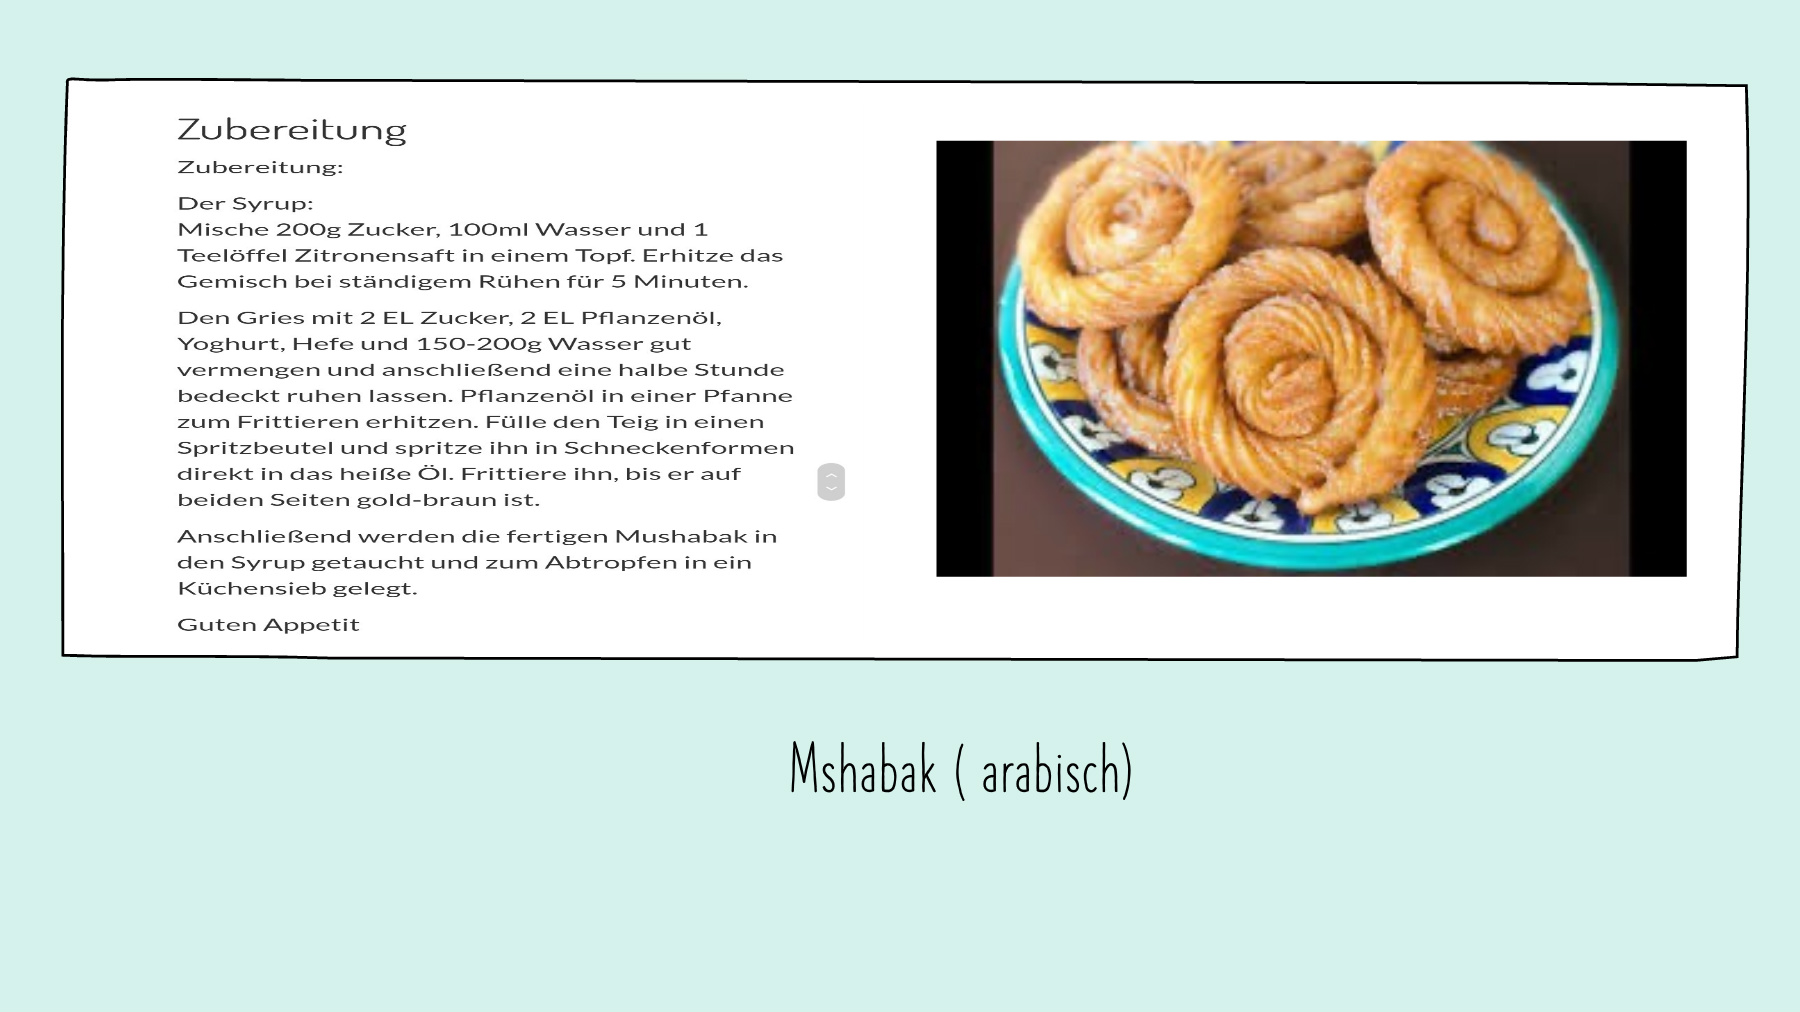 Zubereitung
Zubereitung:
Der Syrup:
Mische 200g Zucker, 100ml Wasser und 1
Teelöffel Zitronensaft in einem Topf. Erhitze das
Gemisch bei ständigem Rühen für 5 Minuten.
Den Gries mit 2 EL Zucker, 2 EL Pflanzenöl,
Yoghurt, Hefe und 150-200g Wasser gut
vermengen und anschließend eine halbe Stunde
bedeckt ruhen lassen. Pflanzenöl in einer Pfanne
zum Frittieren erhitzen. Fülle den Teig in einen
Spritzbeutel und spritze ihn in Schneckenformen
direkt in das heiße Öl. Frittiere ihn, bis er auf
beiden Seiten gold-braun ist.
Anschließend werden die fertigen Mushabak in
den Syrup getaucht und zum Abtropfen in ein
Küchensieb gelegt.
Guten Appetit
Mshabak ( arabisch)